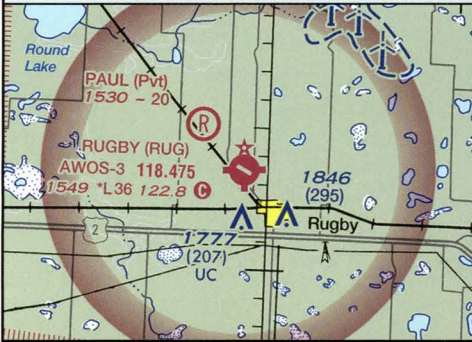 Round
Lake
PAUL (Pvt)
1530 - 20
R
RUGBY (RUG)
AWOS-3 118.475
1549 *L36 122.8 C
1846
(295)
Rugby
2
1777
(207)
UC